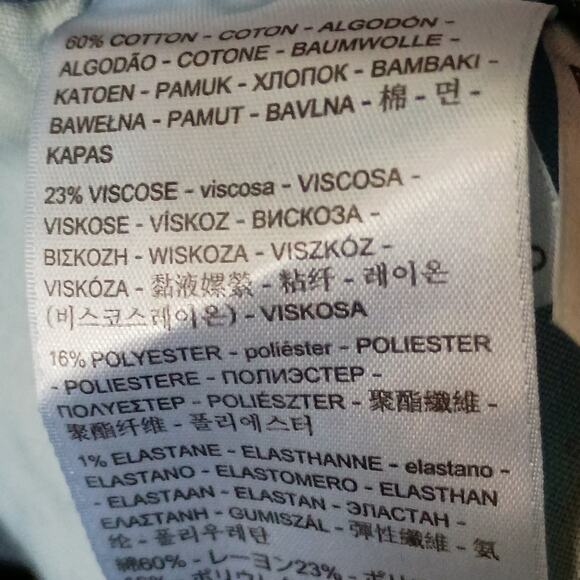 60% COTTON - COTON - ALGODÓN -
ALGODÃO - COTONE - BAUMWOLLE -
KATOEN - PAMUK - ХЛОПОК - BAMBAKI -
BAWEŁNA - PAMUT - BAVLNA - 棉 - 면 -
KAPAS
23% VISCOSE - viscosa - VISCOSA -
VISKOSE - VÍSKOZ - ВИСКОЗА -
ΒΙΣΚΟΖΗ - WISKOZA - VISZKÓZ -
VISKÓZA - 黏液嫘縈 - 粘纤 - 레이온
(비스코스레이온) - VISKOSA
16% POLYESTER - poliéster - POLIESTER
- POLIESTERE - ПОЛИЭСТЕР -
ΠΟΛΥΕΣΤΕΡ - POLIÉSZTER - 聚酯纖維 -
聚酯纤维 - 폴리에스터
1% ELASTANE - ELASTHANNE - elastano -
ELASTANO - ELASTOMERO - ELASTHAN
- ELASTAAN - ELASTAN - ЭЛАСТАН -
ΕΛΑΣΤΑΝΗ - GUMISZÁL - 彈性纖維 - 氨
纶 - 폴리우레탄
綿60% - レーヨン23% - ポリ